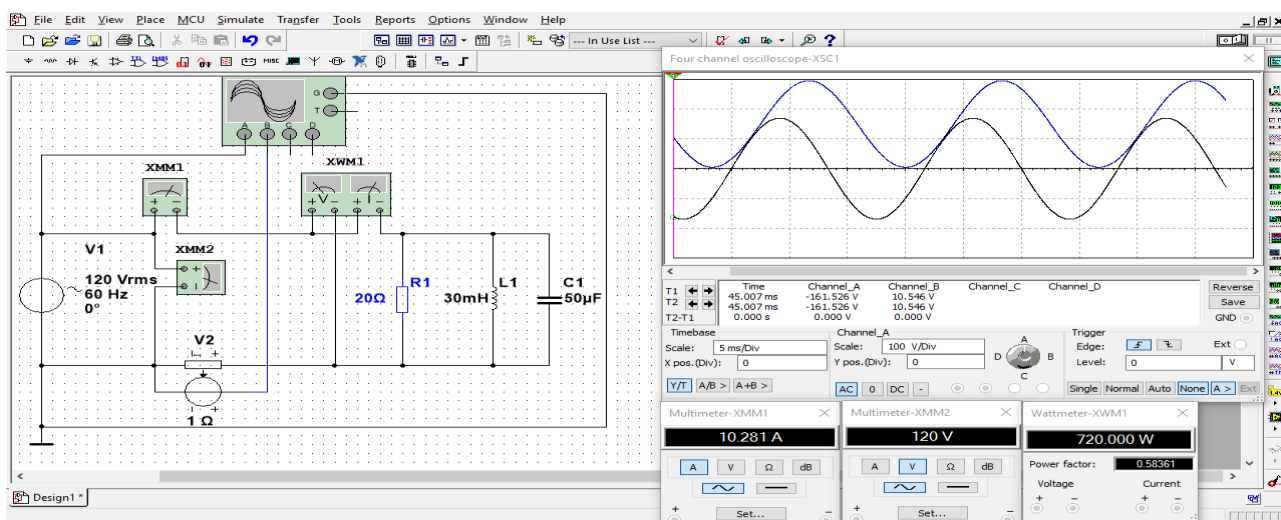 File Edit View Place MCU Simulate Transfer Tools Reports Options Window Help
--- In Use List ---
MISC
Four channel oscilloscope-XSC1
G
T
A B C D
XMM1
XWM1
+ -
+ V - + I -
V1
XMM2
120 Vrms
60 Hz
0°
R1
20Ω
L1
30mH
C1
50µF
V2
1 Ω
T1
T2
T2-T1
Time Channel_A Channel_B Channel_C Channel_D
45.007 ms -161.526 V 10.546 V
45.007 ms -161.526 V 10.546 V
0.000 s 0.000 V 0.000 V
Reverse
Save
GND
Timebase
Scale: 5 ms/Div
X pos.(Div): 0
Y/T A/B > A+B >
Channel_A
Scale: 100 V/Div
Y pos.(Div): 0
AC 0 DC -
A
D B
C
Trigger
Edge: Ext
Level: 0 V
Single Normal Auto None A > Ext
Multimeter-XMM1
10.281 A
A V Ω dB
Set...
+ -
Multimeter-XMM2
120 V
A V Ω dB
Set...
+ -
Wattmeter-XWM1
720.000 W
Power factor: 0.58361
Voltage Current
+ - + -
Design1 *